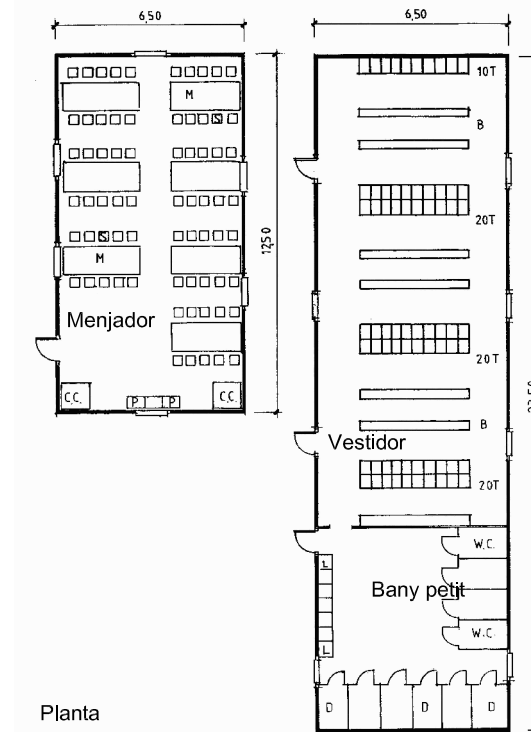 6,50
6,50
M
10T
S
B
20T
12,50
S
M
Menjador
20T
C.C.
P
P
C.C.
B
Vestidor
20T
W.C.
L
Bany petit
W.C.
L
D
D
D
Planta